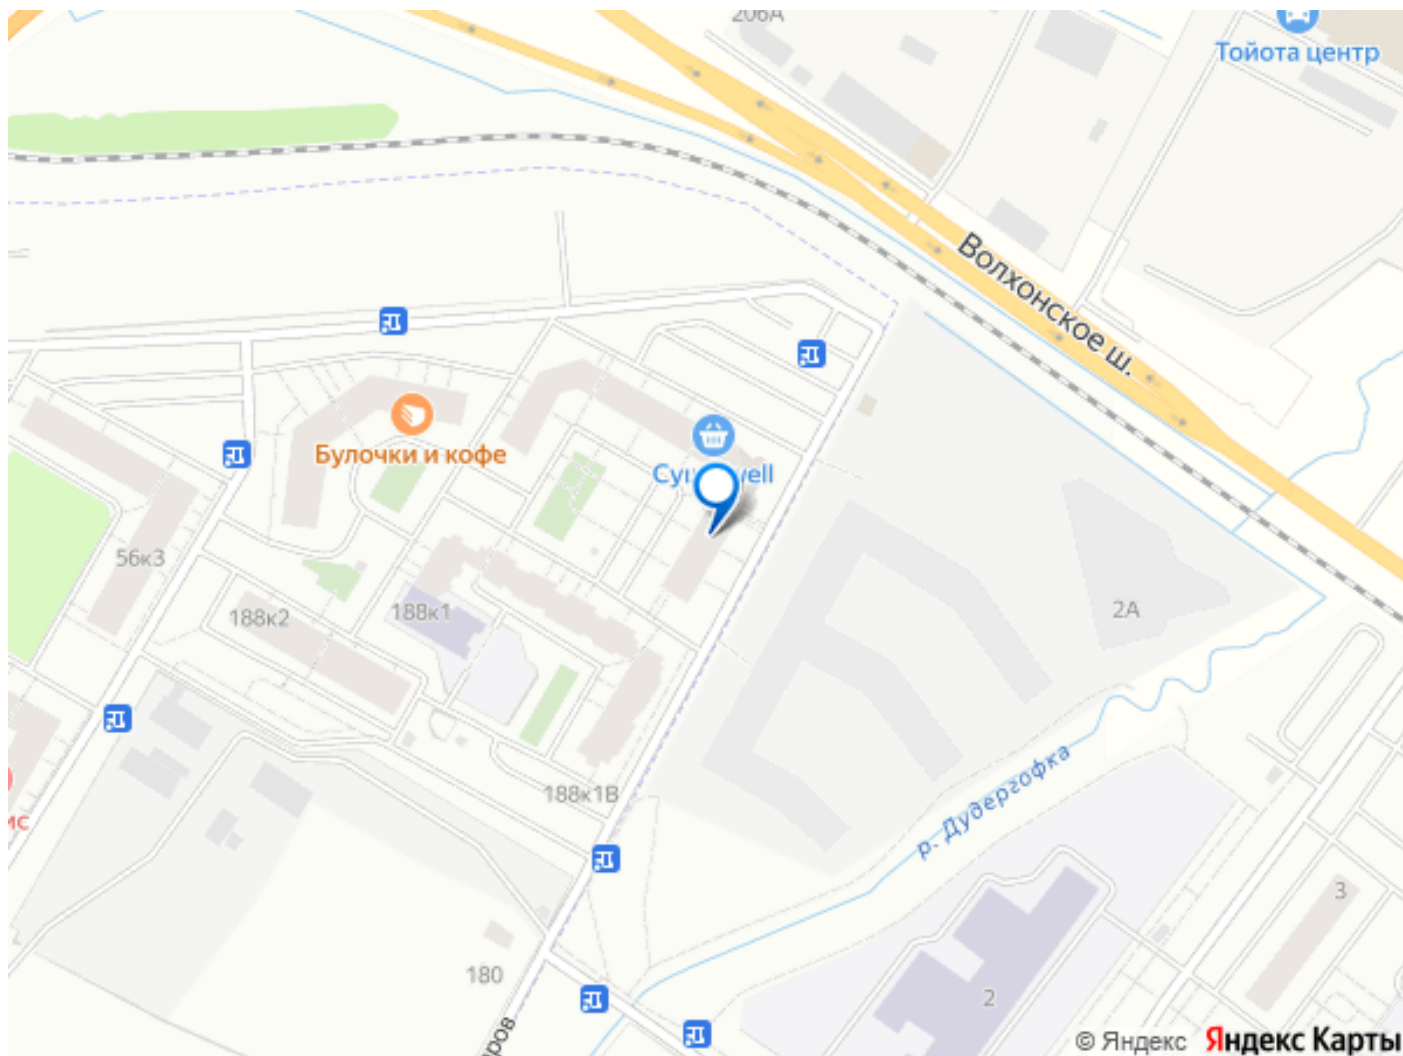 206А
Тойота центр
Волхонское ш.
Булочки и кофе
56к3
188к2
188к1
2А
р. Дудергофка
188к1В
3
180
2
© Яндекс Яндекс Карты